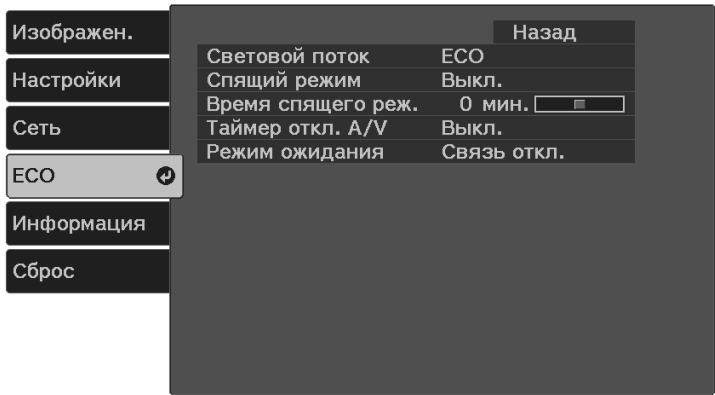 Изображен.
Настройки
Сеть
ECO
Информация
Сброс
Назад
Световой поток ECO
Спящий режим Выкл.
Время спящего реж. 0 мин.
Таймер откл. A/V Выкл.
Режим ожидания Связь откл.